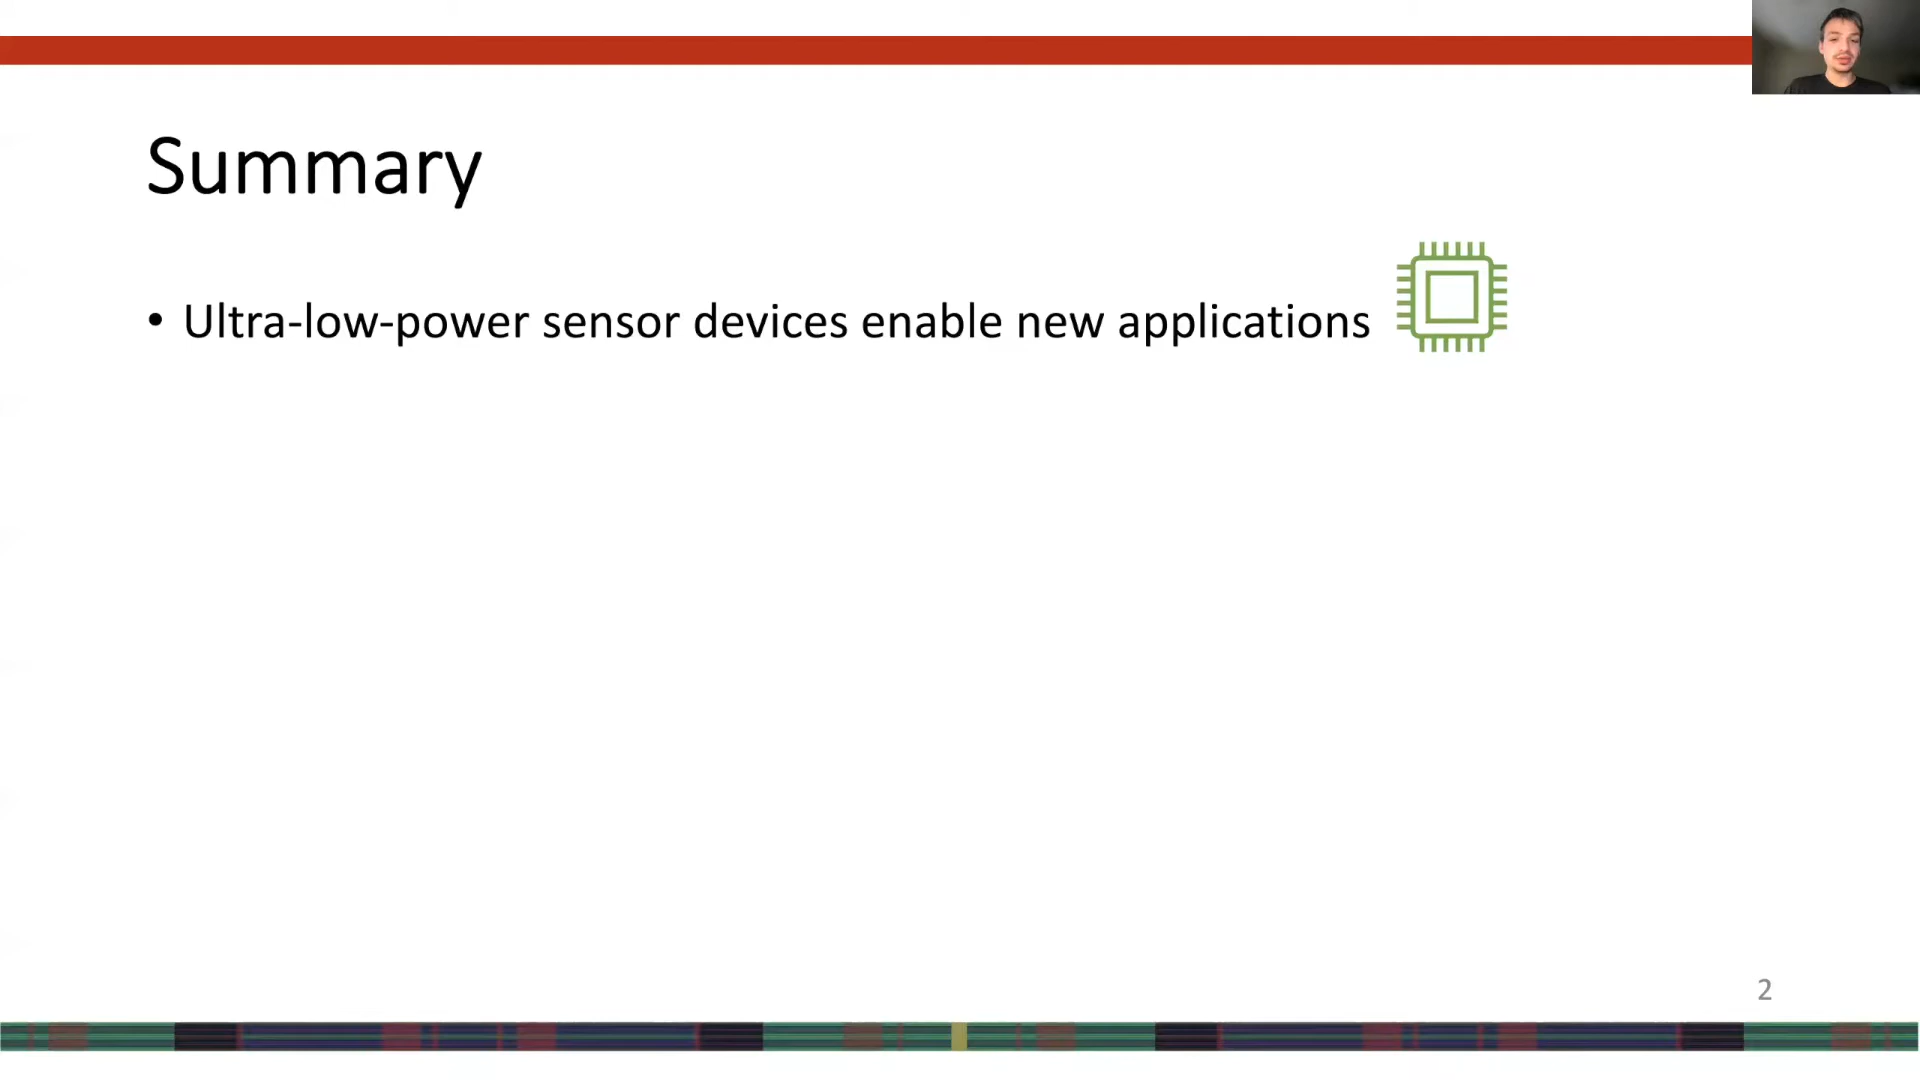 Summary
• Ultra-low-power sensor devices enable new applications
2